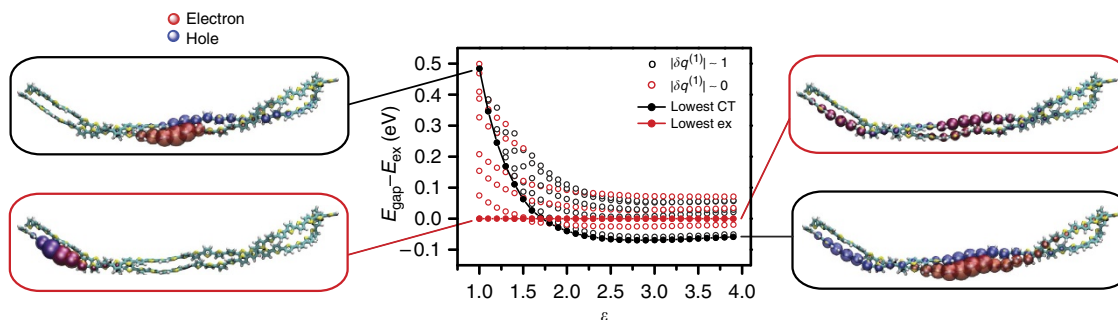 Electron
Hole
0.5
0.4
0.3
0.2
0.1
0.0
−0.1
E_gap−E_ex (eV)
|δq^(1)| ~ 1
|δq^(1)| ~ 0
Lowest CT
Lowest ex
1.0 1.5 2.0 2.5 3.0 3.5 4.0
ε